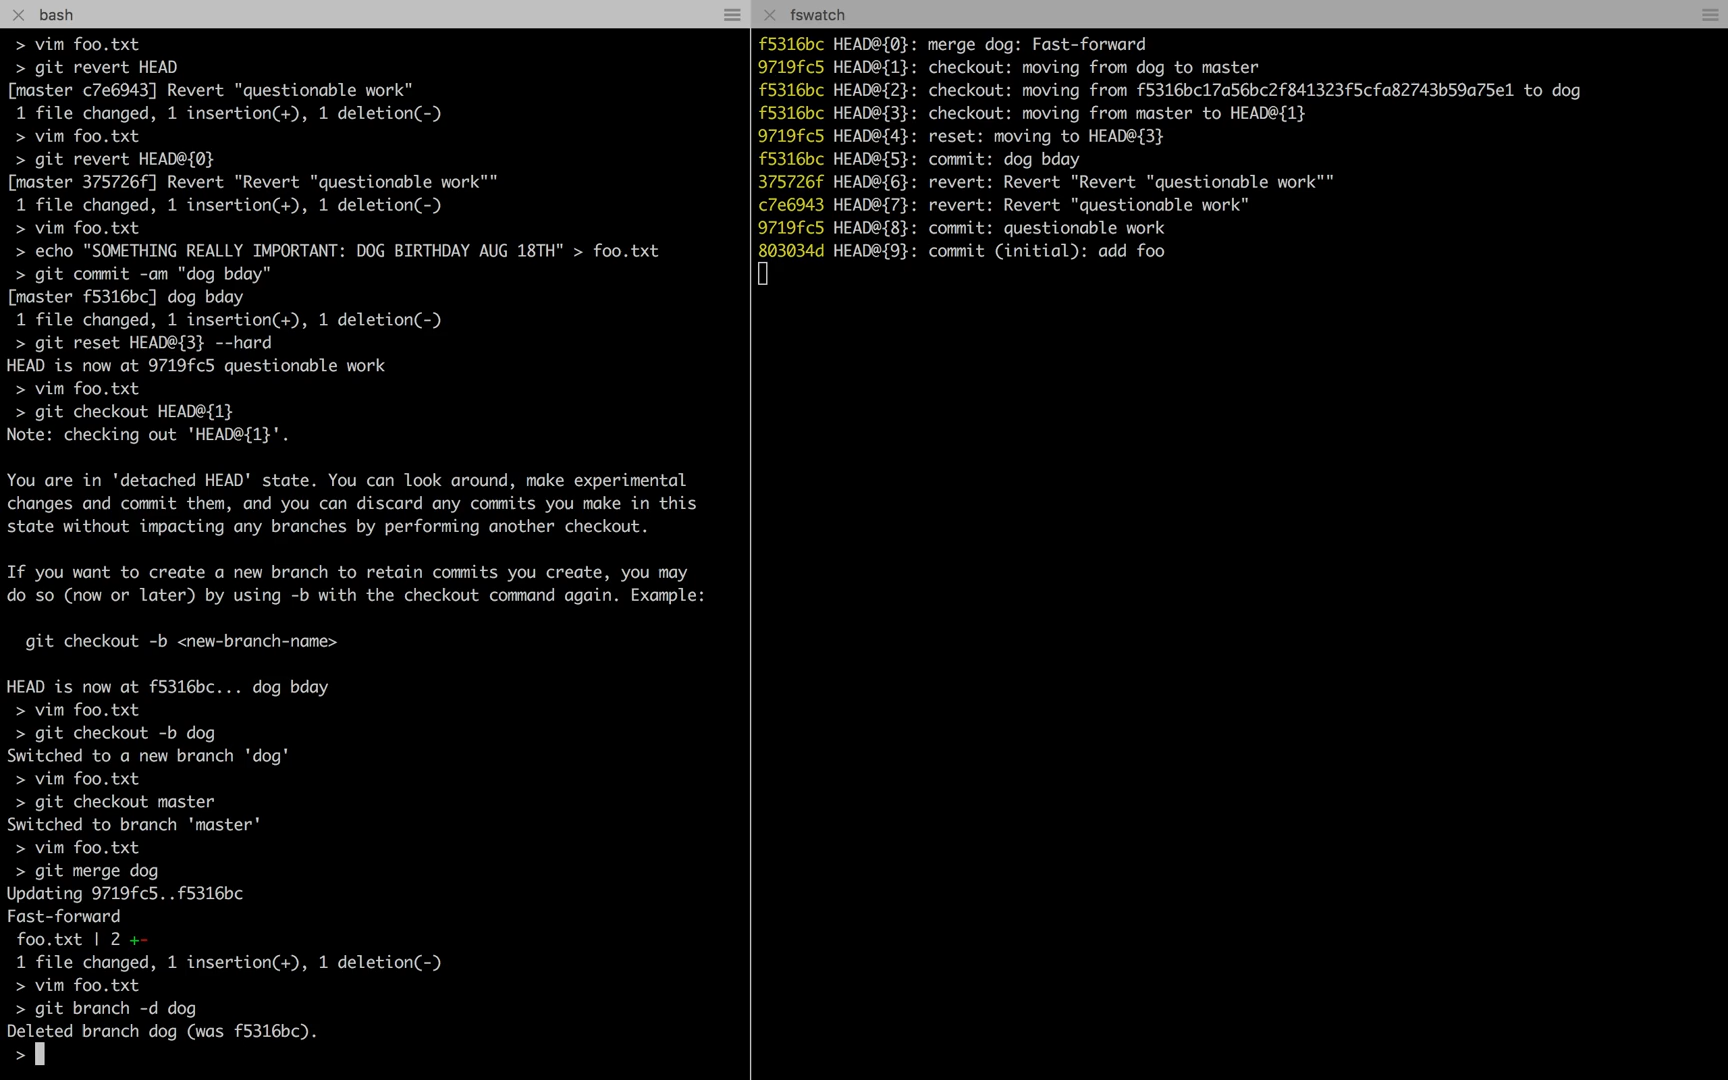 bash
> vim foo.txt
> git revert HEAD
[master c7e6943] Revert "questionable work"
1 file changed, 1 insertion(+), 1 deletion(-)
> vim foo.txt
> git revert HEAD@{0}
[master 375726f] Revert "Revert "questionable work""
1 file changed, 1 insertion(+), 1 deletion(-)
> vim foo.txt
> echo "SOMETHING REALLY IMPORTANT: DOG BIRTHDAY AUG 18TH" > foo.txt
> git commit -am "dog bday"
[master f5316bc] dog bday
1 file changed, 1 insertion(+), 1 deletion(-)
> git reset HEAD@{3} --hard
HEAD is now at 9719fc5 questionable work
> vim foo.txt
> git checkout HEAD@{1}
Note: checking out 'HEAD@{1}'.
You are in 'detached HEAD' state. You can look around, make experimental
changes and commit them, and you can discard any commits you make in this
state without impacting any branches by performing another checkout.
If you want to create a new branch to retain commits you create, you may
do so (now or later) by using -b with the checkout command again. Example:
git checkout -b <new-branch-name>
HEAD is now at f5316bc... dog bday
> vim foo.txt
> git checkout -b dog
Switched to a new branch 'dog'
> vim foo.txt
> git checkout master
Switched to branch 'master'
> vim foo.txt
> git merge dog
Updating 9719fc5..f5316bc
Fast-forward
foo.txt | 2 +-
1 file changed, 1 insertion(+), 1 deletion(-)
> vim foo.txt
> git branch -d dog
Deleted branch dog (was f5316bc).
>
fswatch
f5316bc HEAD@{0}: merge dog: Fast-forward
9719fc5 HEAD@{1}: checkout: moving from dog to master
f5316bc HEAD@{2}: checkout: moving from f5316bc17a56bc2f841323f5cfa82743b59a75e1 to dog
f5316bc HEAD@{3}: checkout: moving from master to HEAD@{1}
9719fc5 HEAD@{4}: reset: moving to HEAD@{3}
f5316bc HEAD@{5}: commit: dog bday
375726f HEAD@{6}: revert: Revert "Revert "questionable work""
c7e6943 HEAD@{7}: revert: Revert "questionable work"
9719fc5 HEAD@{8}: commit: questionable work
803034d HEAD@{9}: commit (initial): add foo